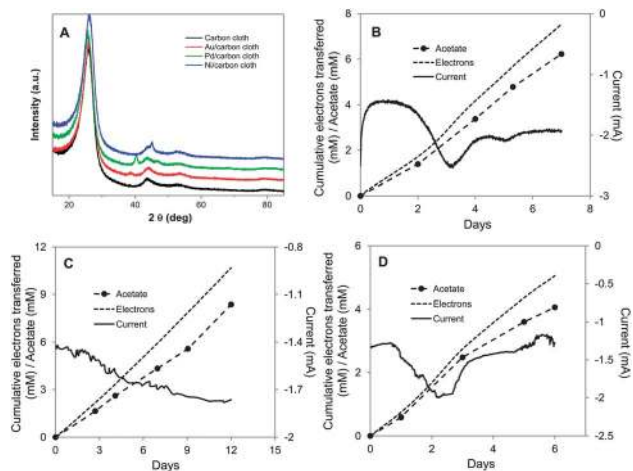 A
Carbon cloth
Au/carbon cloth
Pd/carbon cloth
Ni/carbon cloth
Intensity (a.u.)
20
40
60
80
2 θ (deg)
B
Acetate
Electrons
Current
Cumulative electrons transferred
(mM) / Acetate (mM)
8
6
4
2
0
0
2
4
6
8
Days
0
-1
-2
-3
Current (mA)
C
Acetate
Electrons
Current
Cumulative electrons transferred
(mM) / Acetate (mM)
12
9
6
3
0
0
3
6
9
12
15
Days
-0.8
-1.1
-1.4
-1.7
-2
Current (mA)
D
Acetate
Electrons
Current
Cumulative electrons transferred
(mM) / Acetate (mM)
6
4
2
0
0
2
4
6
Days
0
-0.5
-1
-1.5
-2
-2.5
Current (mA)